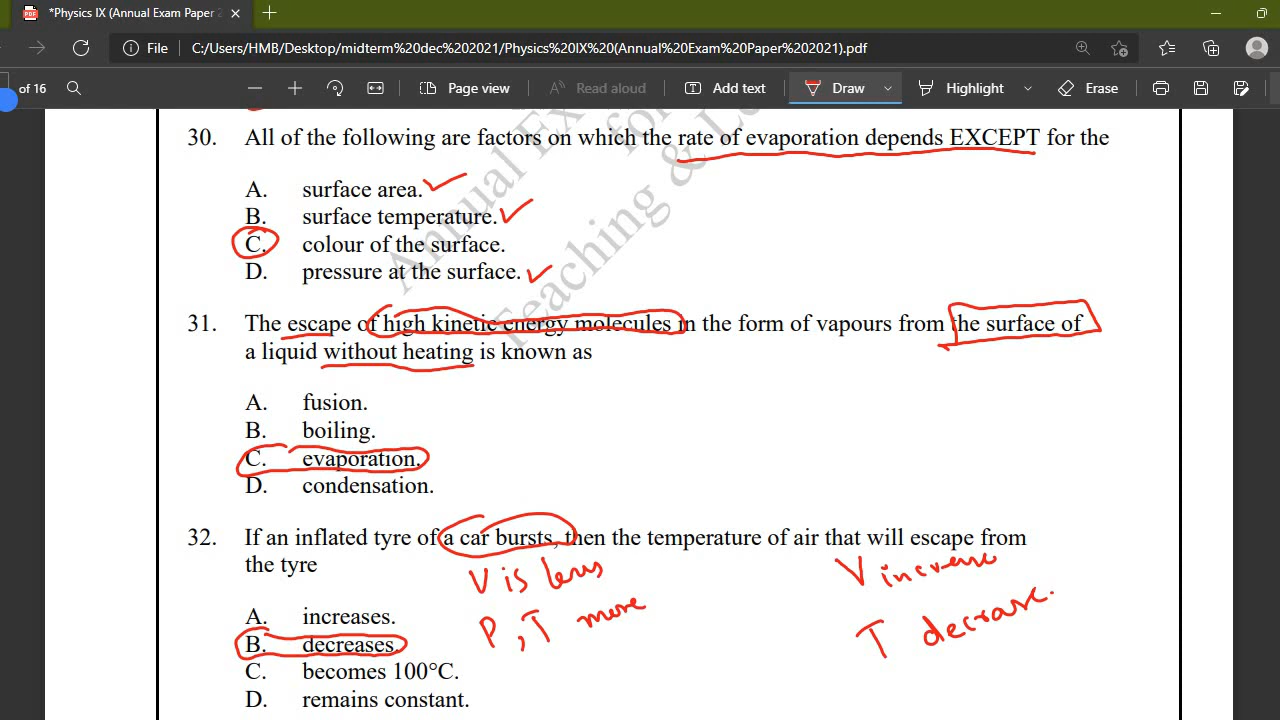 *Physics IX (Annual Exam Paper 2
File C:/Users/HMB/Desktop/midterm%20dec%202021/Physics%20IX%20(Annual%20Exam%20Paper%202021).pdf
of 16 Page view Read aloud Add text Draw Highlight Erase
Annual Ex
for
Teaching & Le
30. All of the following are factors on which the rate of evaporation depends EXCEPT for the
A. surface area.
B. surface temperature.
C. colour of the surface.
D. pressure at the surface.
31. The escape of high kinetic energy molecules in the form of vapours from the surface of
a liquid without heating is known as
A. fusion.
B. boiling.
C. evaporation.
D. condensation.
32. If an inflated tyre of a car bursts, then the temperature of air that will escape from
the tyre
V is less
V increase
P, T more
T decrease.
A. increases.
B. decreases.
C. becomes 100°C.
D. remains constant.